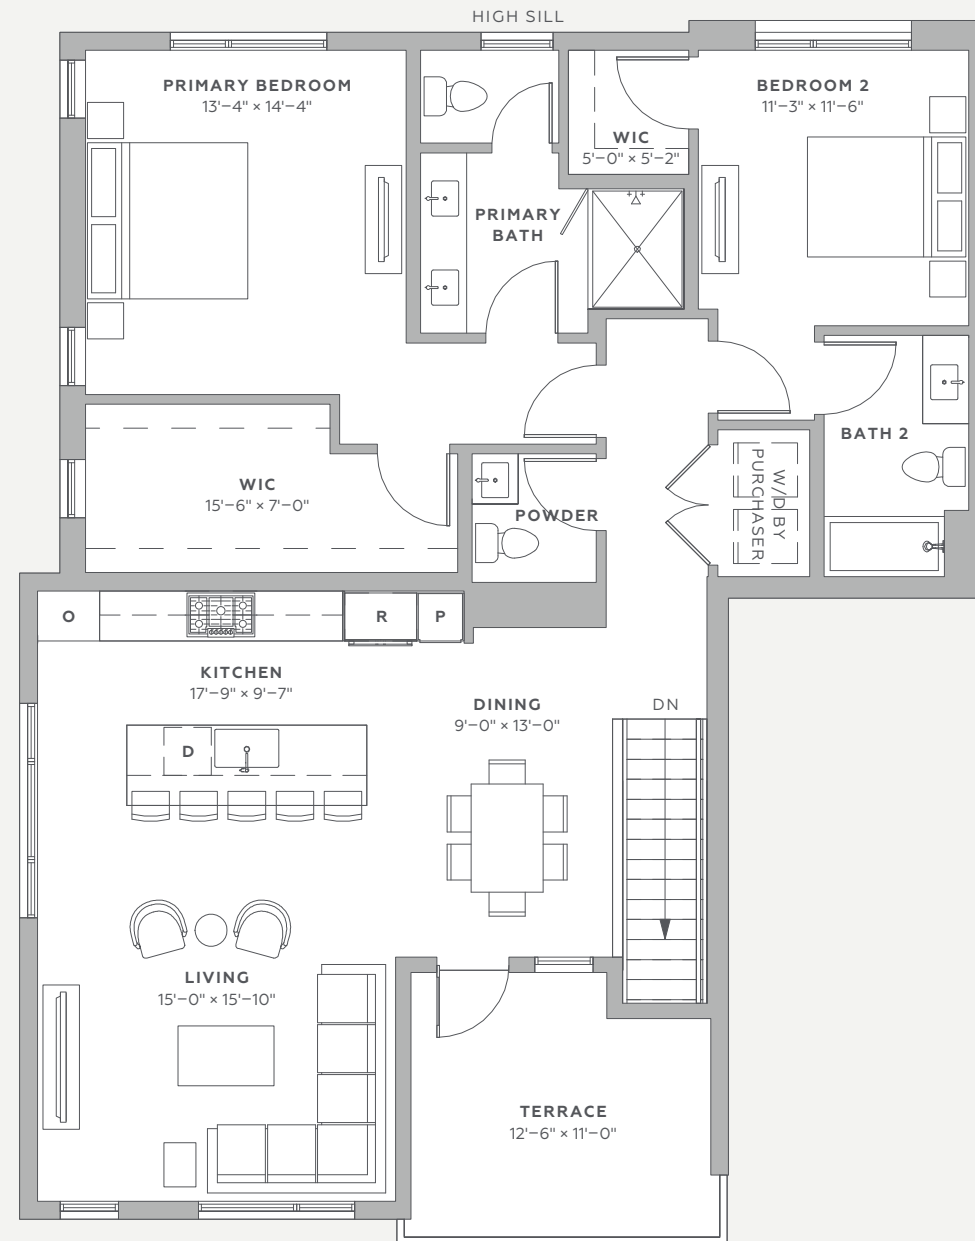 HIGH SILL
PRIMARY BEDROOM
13'–4" × 14'–4"
BEDROOM 2
11'–3" × 11'–6"
WIC
5'–0" × 5'–2"
PRIMARY
BATH
BATH 2
WIC
15'–6" × 7'–0"
POWDER
W/D BY
PURCHASER
O
R
P
KITCHEN
17'–9" × 9'–7"
DINING
9'–0" × 13'–0"
DN
D
LIVING
15'–0" × 15'–10"
TERRACE
12'–6" × 11'–0"